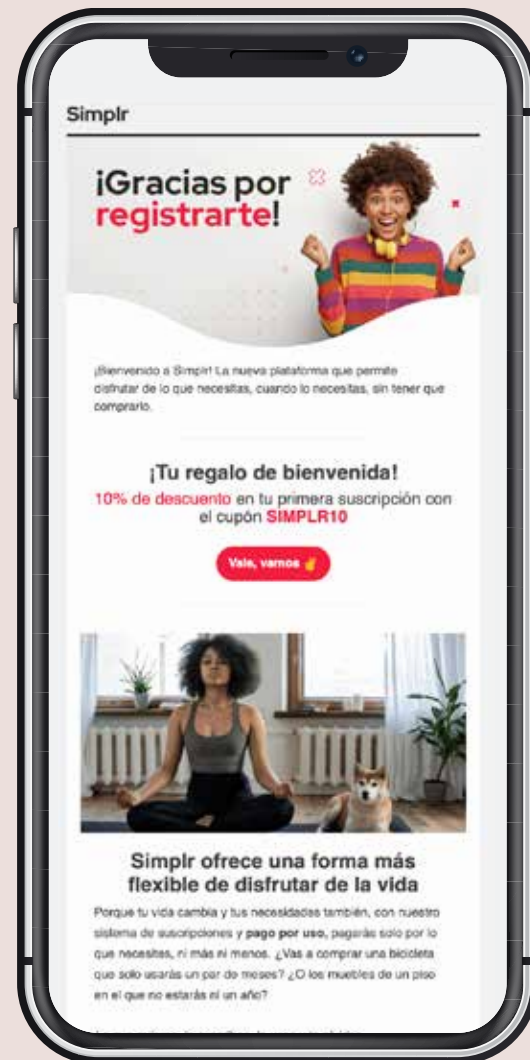 Simplr
¡Gracias por
registrarte!
¡Bienvenido a Simplr! La nueva plataforma que permite
disfrutar de lo que necesitas, cuando lo necesitas, sin tener que
comprarlo.
¡Tu regalo de bienvenida!
10% de descuento en tu primera suscripción con
el cupón SIMPLR10
Vale, vamos ✌️
Simplr ofrece una forma más
flexible de disfrutar de la vida
Porque tu vida cambia y tus necesidades también, con nuestro
sistema de suscripciones y pago por uso, pagarás solo por lo
que necesites, ni más ni menos. ¿Vas a comprar una bicicleta
que solo usarás un par de meses? ¿O los muebles de un piso
en el que no estarás ni un año?